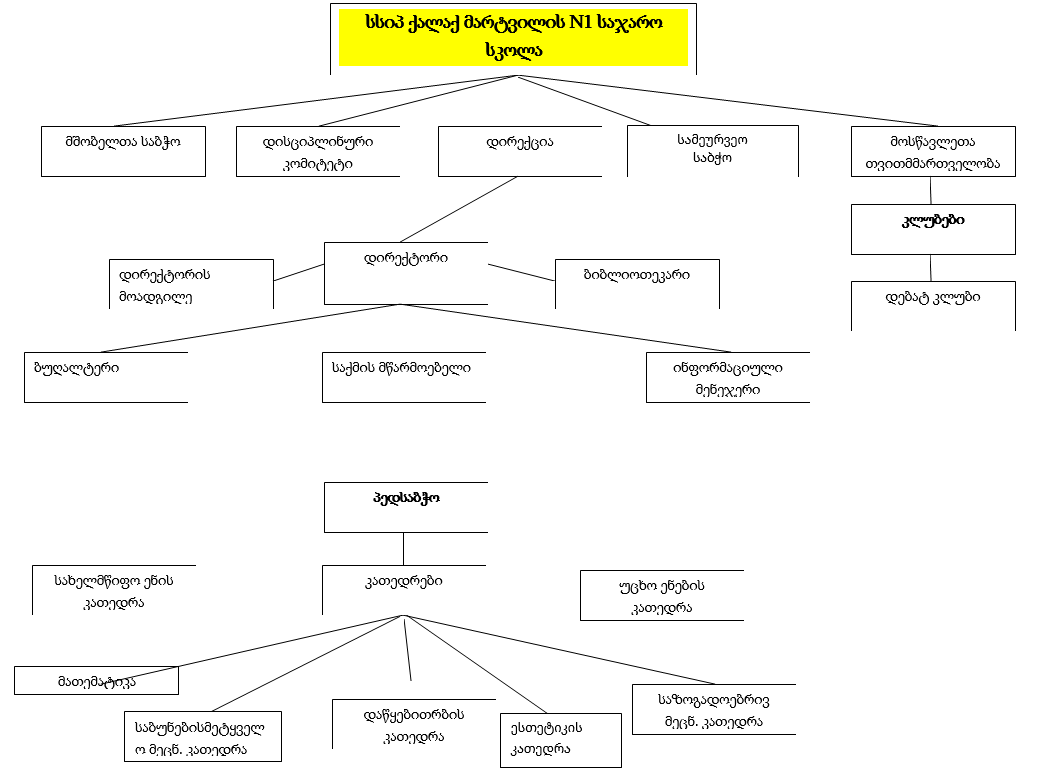 სსიპ ქალაქ მარტვილის N1 საჯარო
სკოლა
მშობელთა საბჭო
დისციპლინური
კომიტეტი
დირექცია
სამეურვეო
საბჭო
მოსწავლეთა
თვითმმართველობა
კლუბები
დებატ კლუბი
დირექტორი
დირექტორის
მოადგილე
ბიბლიოთეკარი
ბუღალტერი
საქმის მწარმოებელი
ინფორმაციული
მენეჯერი
პედსაბჭო
სახელმწიფო ენის
კათედრა
კათედრები
უცხო ენების
კათედრა
მათემატიკა
საბუნებისმეტყველ
ო მეცნ. კათედრა
დაწყებითრბის
კათედრა
ესთეტიკის
კათედრა
საზოგადოებრივ
მეცნ. კათედრა